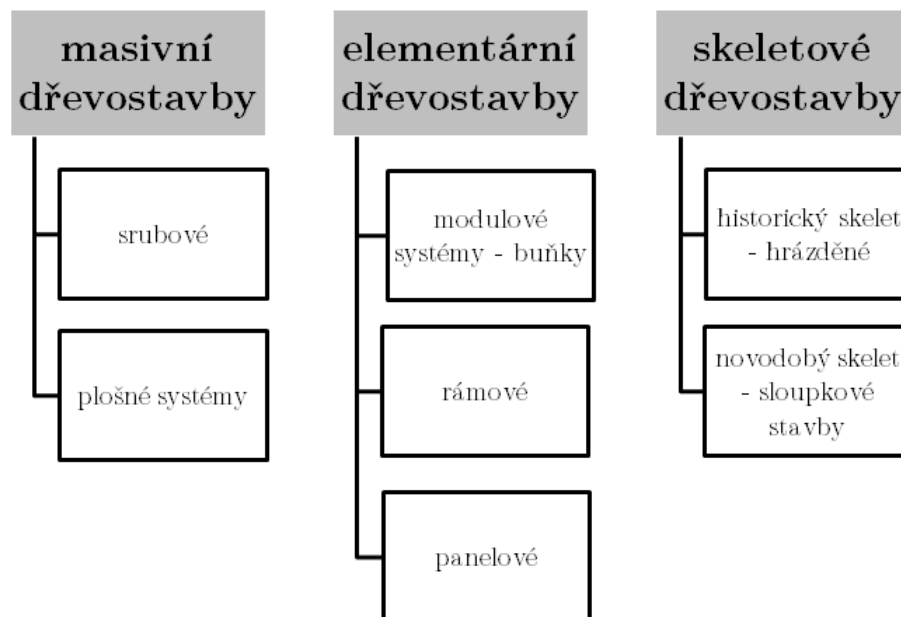 masivní
dřevostavby
srubové
plošné systémy
elementární
dřevostavby
modulové
systémy - buňky
rámové
panelové
skeletové
dřevostavby
historický skelet
- hrázděné
novodobý skelet
- sloupkové
stavby